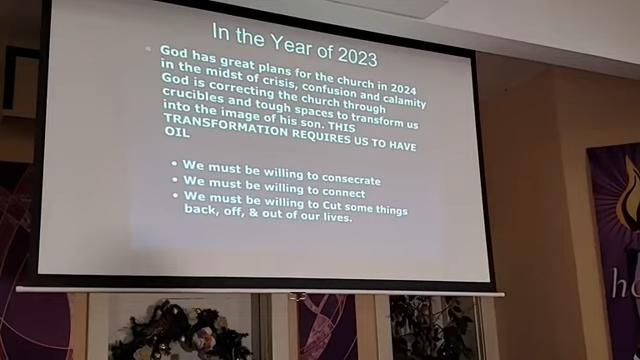 In the Year of 2023
God has great plans for the church in 2024
in the midst of crisis, confusion and calamity
God is correcting the church through
crucibles and tough spaces to transform us
into the image of his son. THIS
TRANSFORMATION REQUIRES US TO HAVE
OIL
• We must be willing to consecrate
• We must be willing to connect
• We must be willing to Cut some things
back, off, & out of our lives.